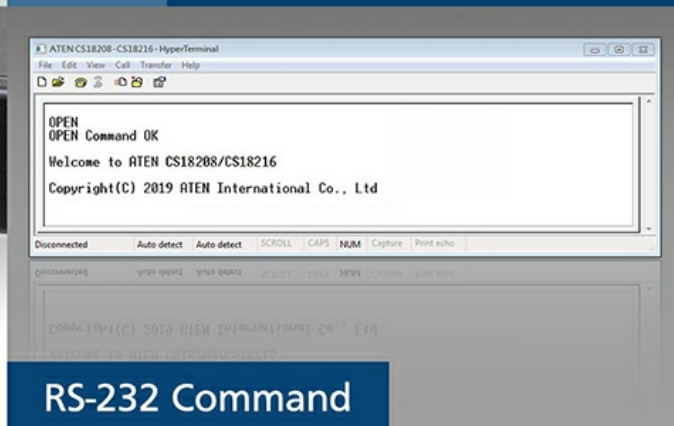 ATEN CS18208-CS18216- HyperTerminal
File Edit View Call Transfer Help
OPEN
OPEN Command OK
Welcome to ATEN CS18208/CS18216
Copyright(C) 2019 ATEN International Co., Ltd
Disconnected Auto detect Auto detect SCROLL CAPS NUM Capture Print echo
RS-232 Command